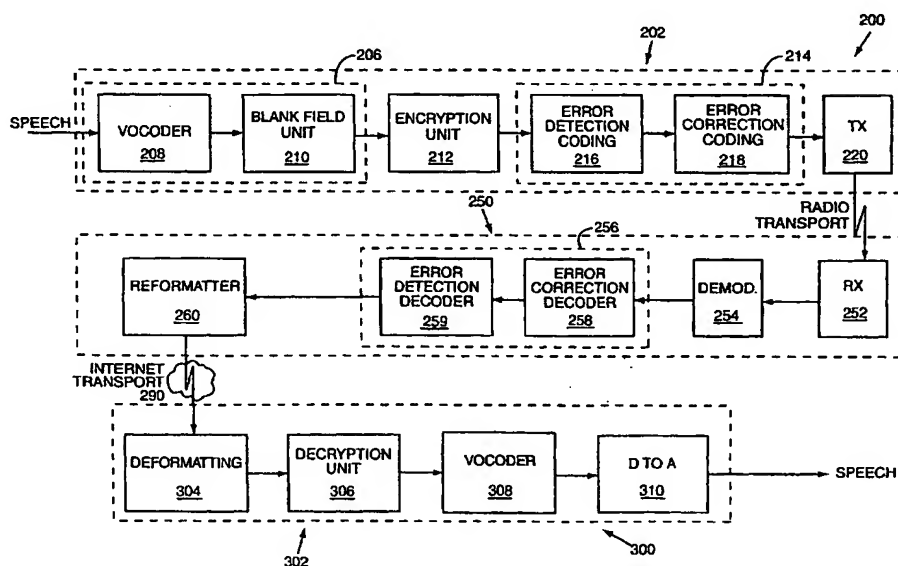 200
202
206
214
SPEECH
VOCODER
208
BLANK FIELD
UNIT
210
ENCRYPTION
UNIT
212
ERROR
DETECTION
CODING
216
ERROR
CORRECTION
CODING
218
TX
220
RADIO
TRANSPORT
250
256
REFORMATTER
260
ERROR
DETECTION
DECODER
259
ERROR
CORRECTION
DECODER
258
DEMOD.
254
RX
252
INTERNET
TRANSPORT
290
DEFORMATTING
304
DECRYPTION
UNIT
306
VOCODER
308
D TO A
310
SPEECH
302
300